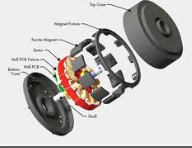 Top Case
Magnet Fixture
Ferrite Magnet
Stator
Hall PCB Fixture
Hall PCB
Bottom
Case
Shaft